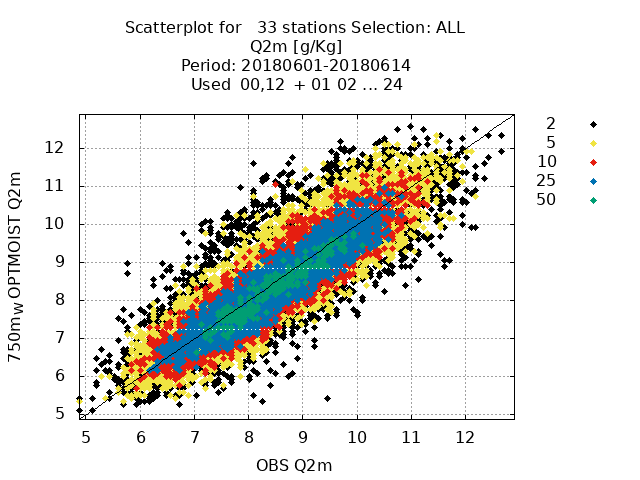 Scatterplot for 33 stations Selection: ALL
Q2m [g/Kg]
Period: 20180601-20180614
Used 00,12 + 01 02 ... 24
2
5
10
25
50
12
11
10
9
8
7
6
5
750mwOPTMOIST Q2m
5 6 7 8 9 10 11 12
OBS Q2m